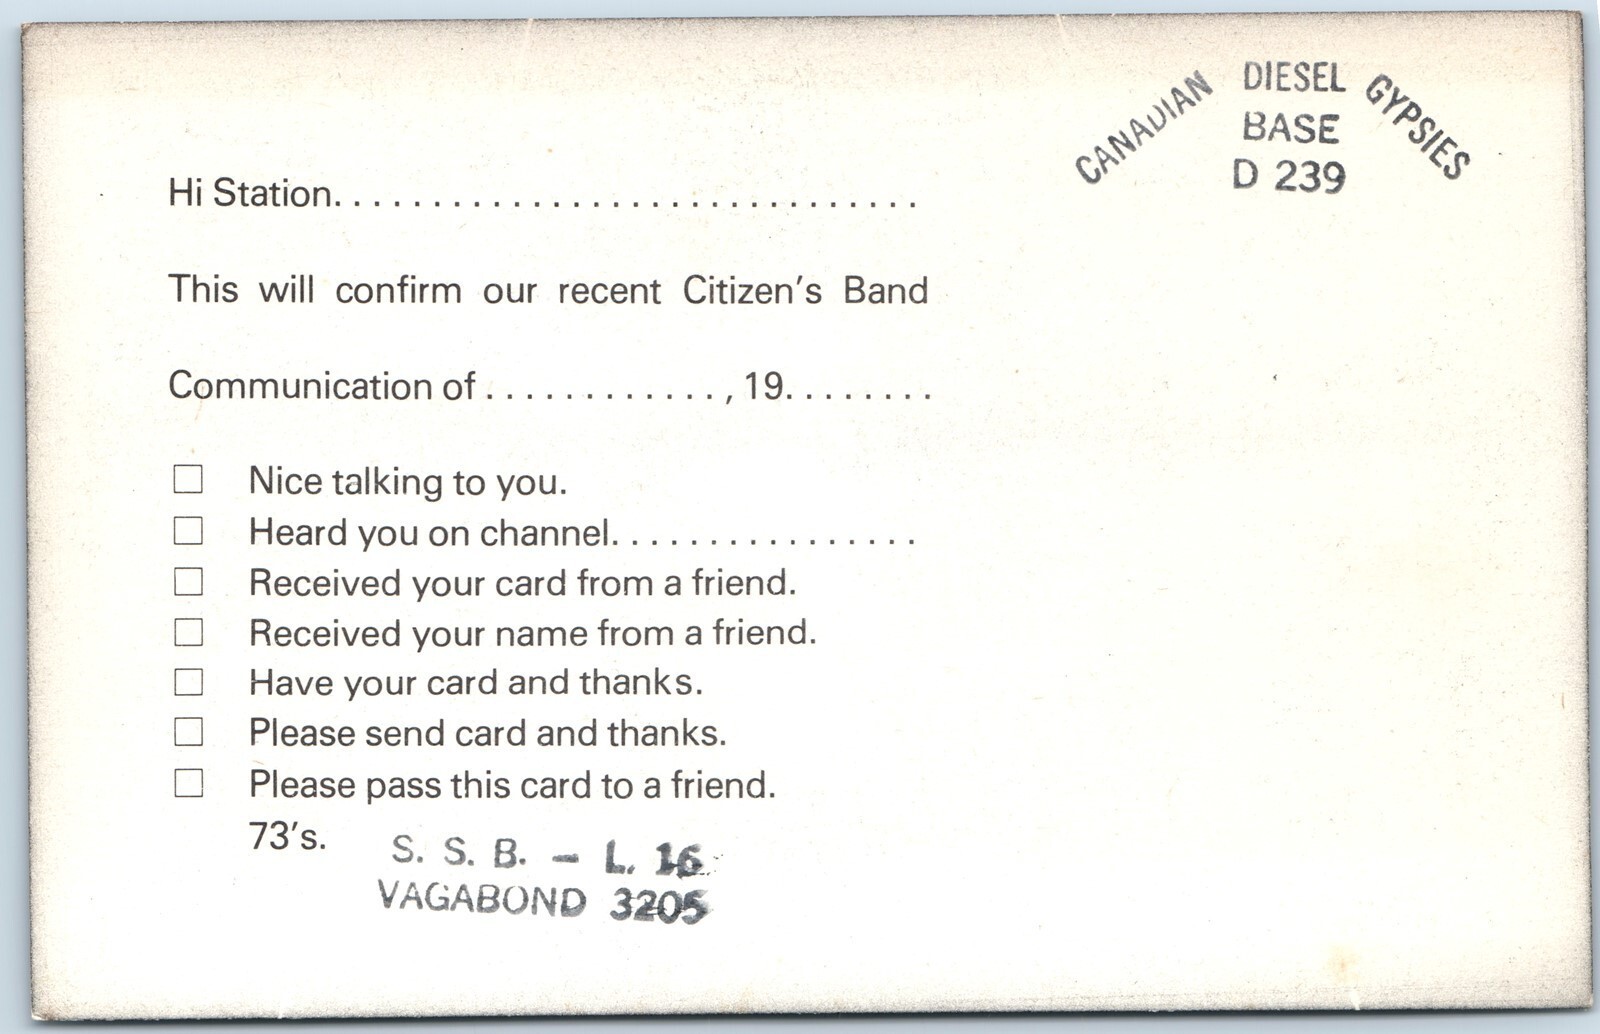 CANADIAN DIESEL GYPSIES
BASE
D 239
Hi Station..............................
This will confirm our recent Citizen's Band
Communication of ............, 19........
☐ Nice talking to you.
☐ Heard you on channel................
☐ Received your card from a friend.
☐ Received your name from a friend.
☐ Have your card and thanks.
☐ Please send card and thanks.
☐ Please pass this card to a friend.
73's.
S. S. B. - L. 16
VAGABOND 3205